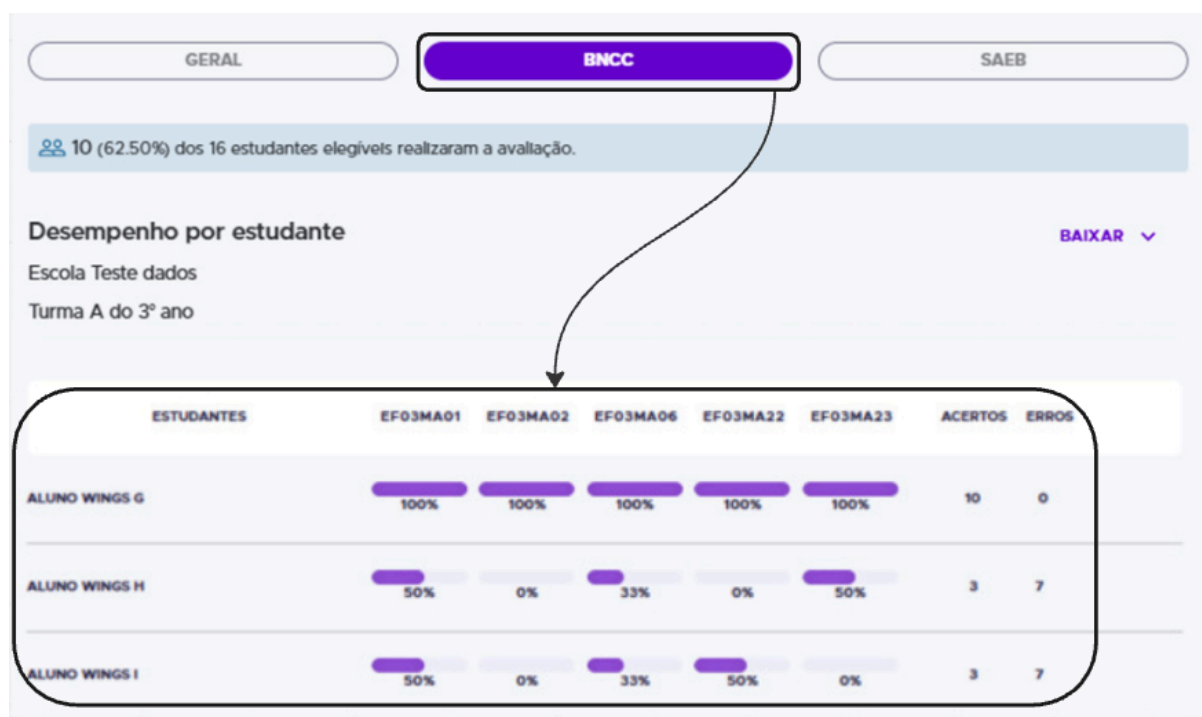 GERAL BNCC SAEB
10 (62.50%) dos 16 estudantes elegíveis realizaram a avaliação.
Desempenho por estudante BAIXAR
Escola Teste dados
Turma A do 3º ano
ESTUDANTES EF03MA01 EF03MA02 EF03MA06 EF03MA22 EF03MA23 ACERTOS ERROS
ALUNO WINGS G 100% 100% 100% 100% 100% 10 0
ALUNO WINGS H 50% 0% 33% 0% 50% 3 7
ALUNO WINGS I 50% 0% 33% 50% 0% 3 7